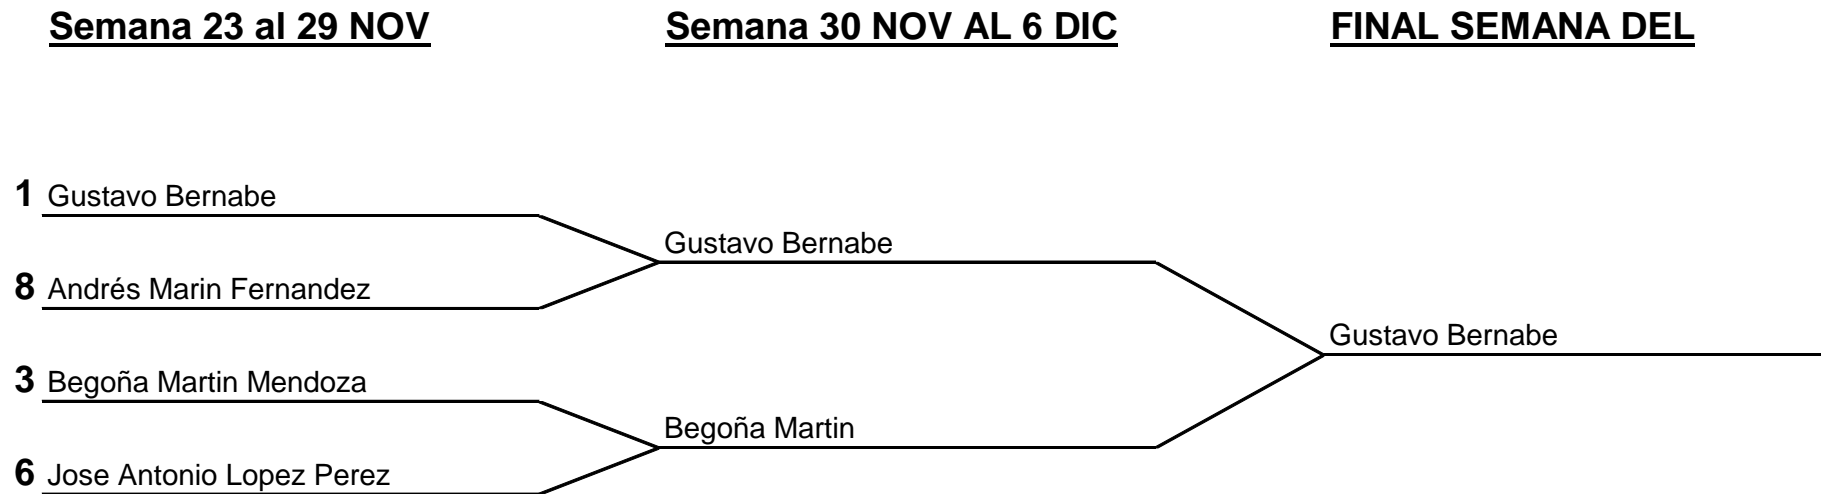 Semana 23 al 29 NOV
Semana 30 NOV AL 6 DIC
FINAL SEMANA DEL
1 Gustavo Bernabe
Gustavo Bernabe
8 Andrés Marin Fernandez
Gustavo Bernabe
3 Begoña Martin Mendoza
Begoña Martin
6 Jose Antonio Lopez Perez